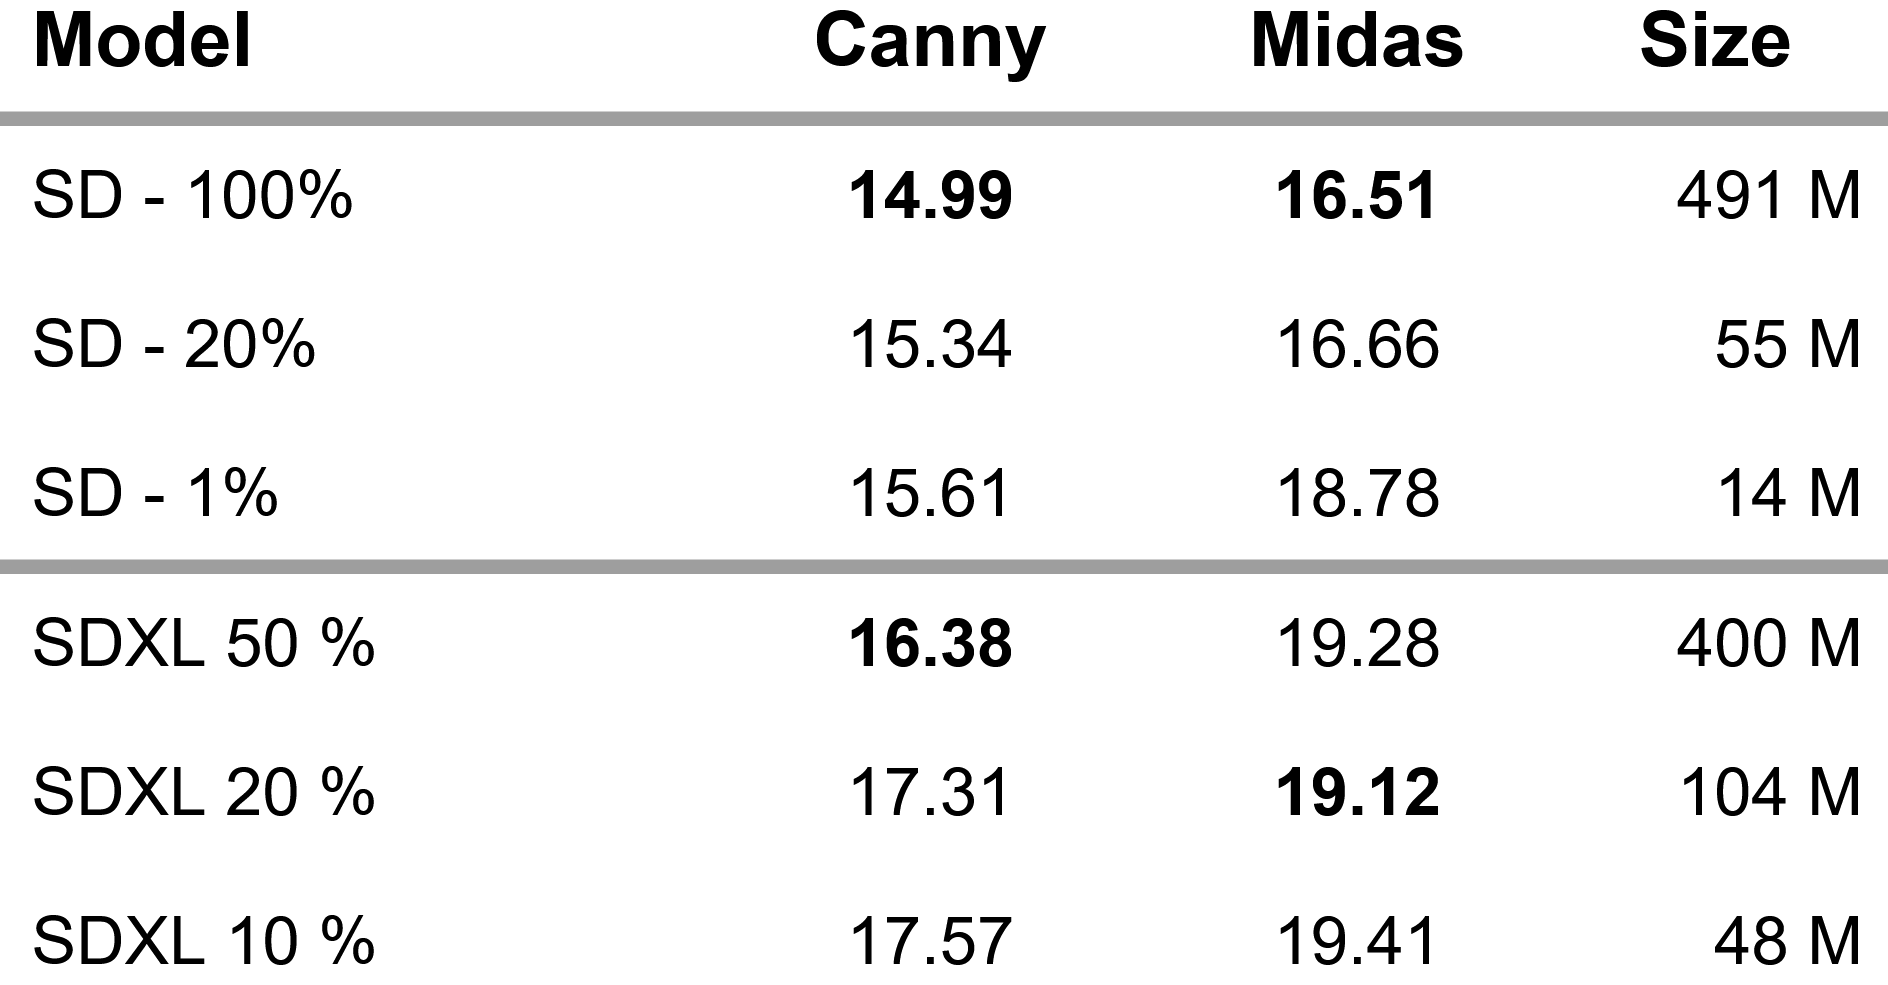 Model Canny Midas Size
SD - 100% 14.99 16.51 491 M
SD - 20% 15.34 16.66 55 M
SD - 1% 15.61 18.78 14 M
SDXL 50 % 16.38 19.28 400 M
SDXL 20 % 17.31 19.12 104 M
SDXL 10 % 17.57 19.41 48 M